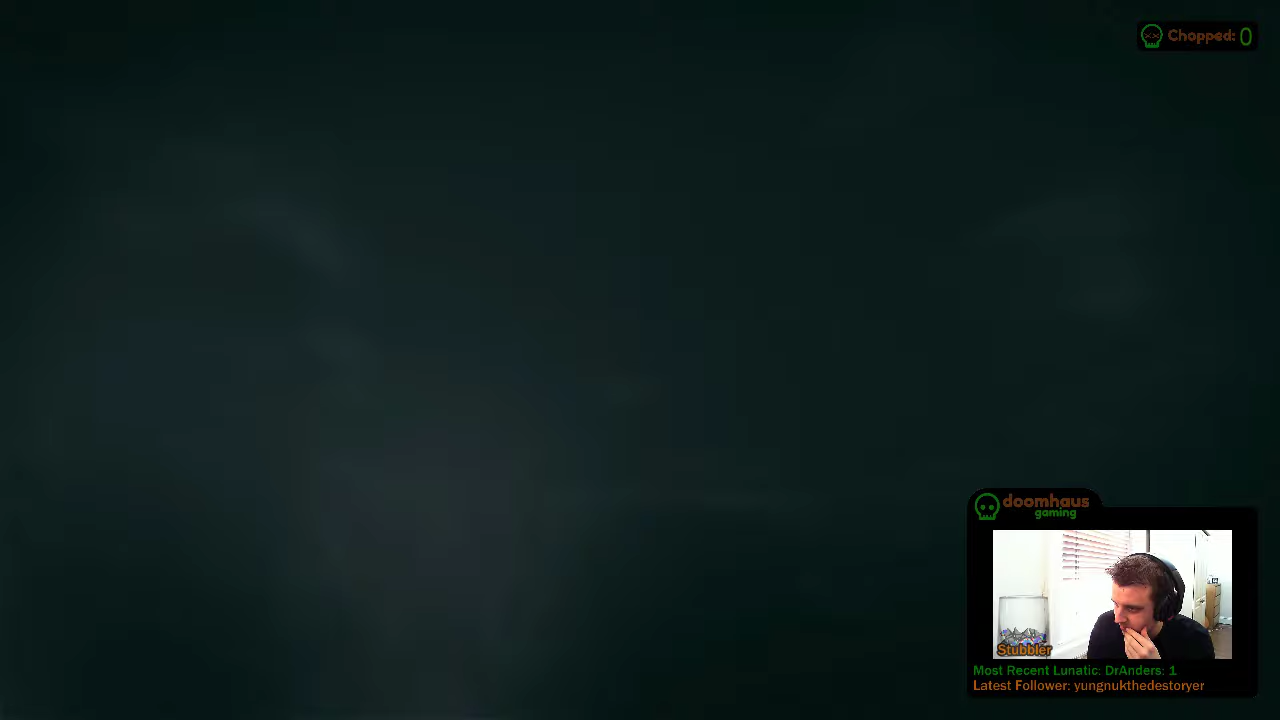 Chopped: 0
doomhaus
gaming
Stubbler
Most Recent Lunatic: DrAnders: 1
Latest Follower: yungnukthedestoryer